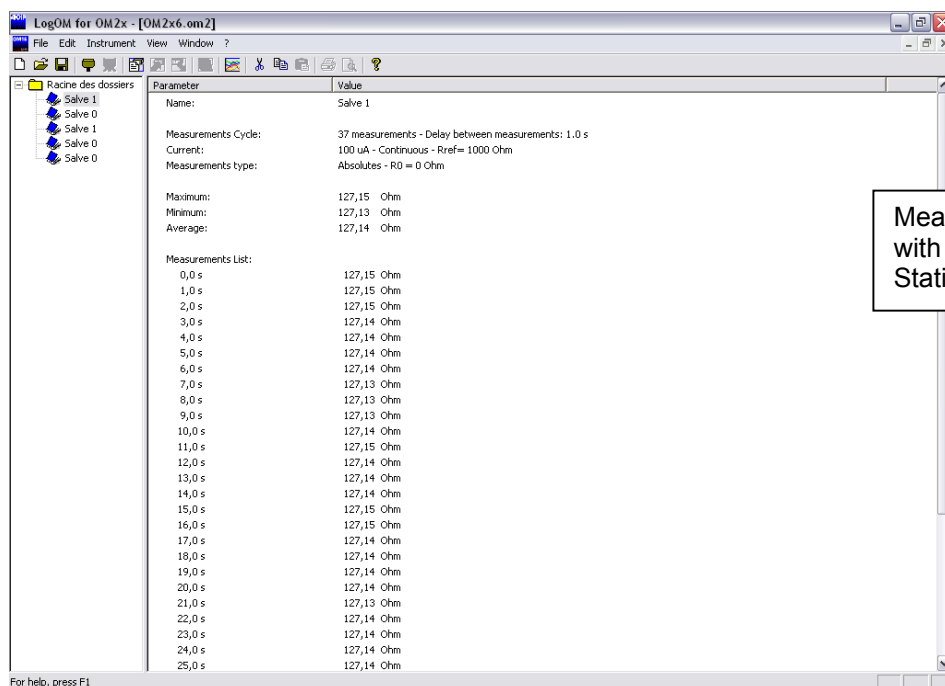 LogOM for OM2x - [OM2x6.om2]
File Edit Instrument View Window ?
Racine des dossiers
Salve 1
Salve 0
Salve 1
Salve 0
Salve 0
Parameter Value
Name: Salve 1
Measurements Cycle: 37 measurements - Delay between measurements: 1.0 s
Current: 100 uA - Continuous - Rref= 1000 Ohm
Measurements type: Absolutes - R0 = 0 Ohm
Maximum: 127,15 Ohm
Minimum: 127,13 Ohm
Average: 127,14 Ohm
Measurements List:
0,0 s 127,15 Ohm
1,0 s 127,15 Ohm
2,0 s 127,15 Ohm
3,0 s 127,14 Ohm
4,0 s 127,14 Ohm
5,0 s 127,14 Ohm
6,0 s 127,14 Ohm
7,0 s 127,13 Ohm
8,0 s 127,13 Ohm
9,0 s 127,13 Ohm
10,0 s 127,14 Ohm
11,0 s 127,15 Ohm
12,0 s 127,14 Ohm
13,0 s 127,14 Ohm
14,0 s 127,14 Ohm
15,0 s 127,15 Ohm
16,0 s 127,15 Ohm
17,0 s 127,14 Ohm
18,0 s 127,14 Ohm
19,0 s 127,14 Ohm
20,0 s 127,14 Ohm
21,0 s 127,13 Ohm
22,0 s 127,14 Ohm
23,0 s 127,14 Ohm
24,0 s 127,14 Ohm
25,0 s 127,14 Ohm
Mea
with
Stati
For help, press F1